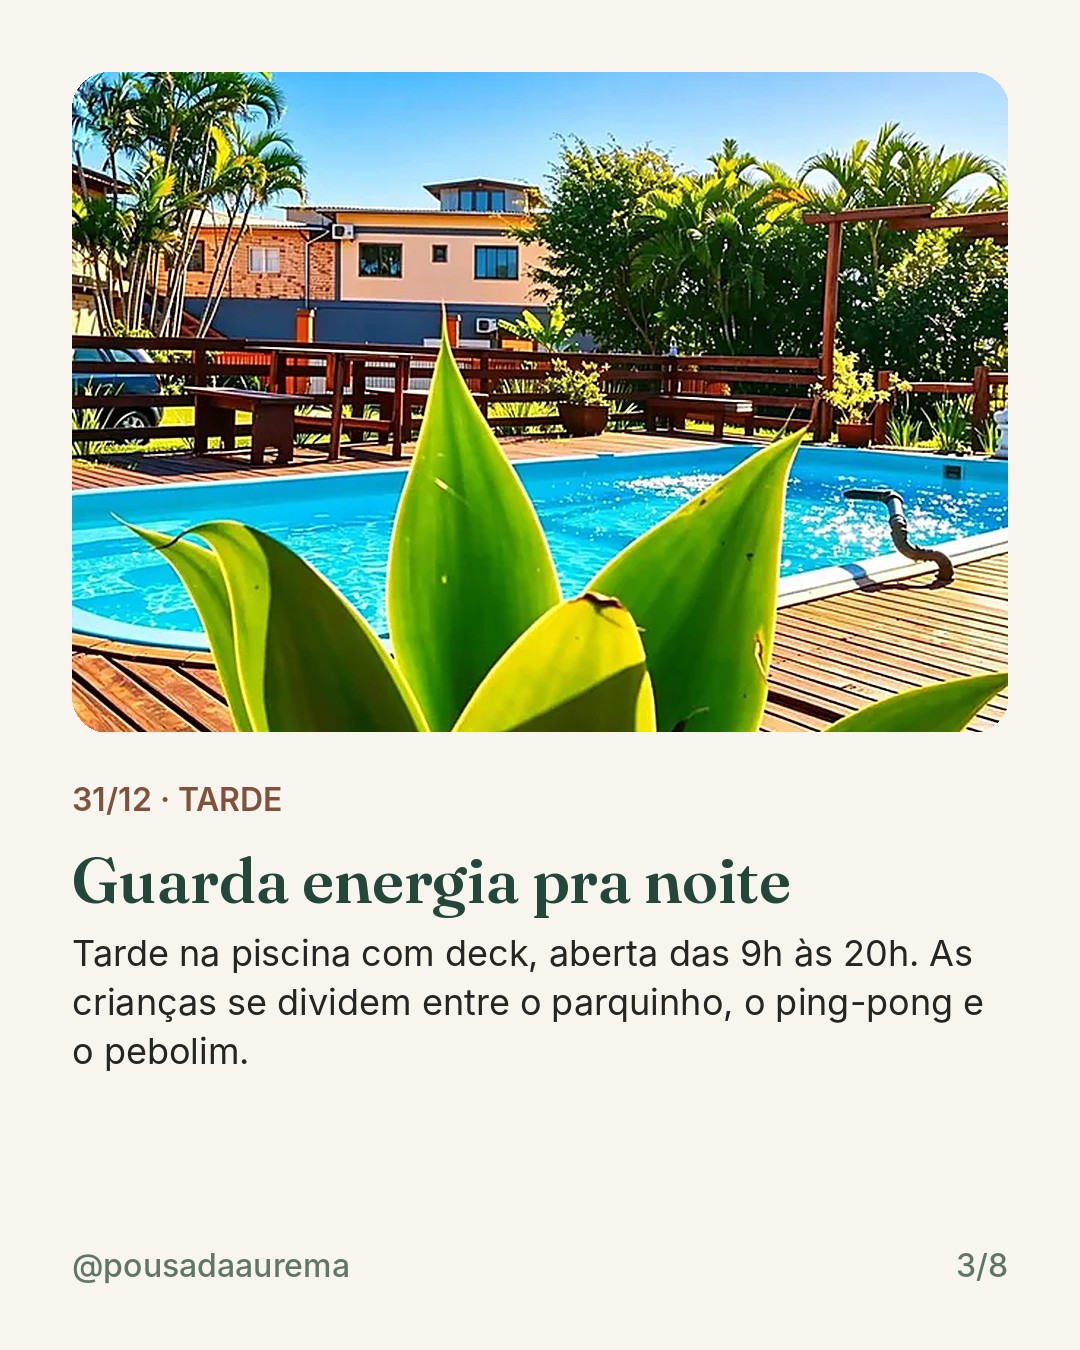 31/12 · TARDE
Guarda energia pra noite
Tarde na piscina com deck, aberta das 9h às 20h. As
crianças se dividem entre o parquinho, o ping-pong e
o pebolim.
@pousadaaurema
3/8